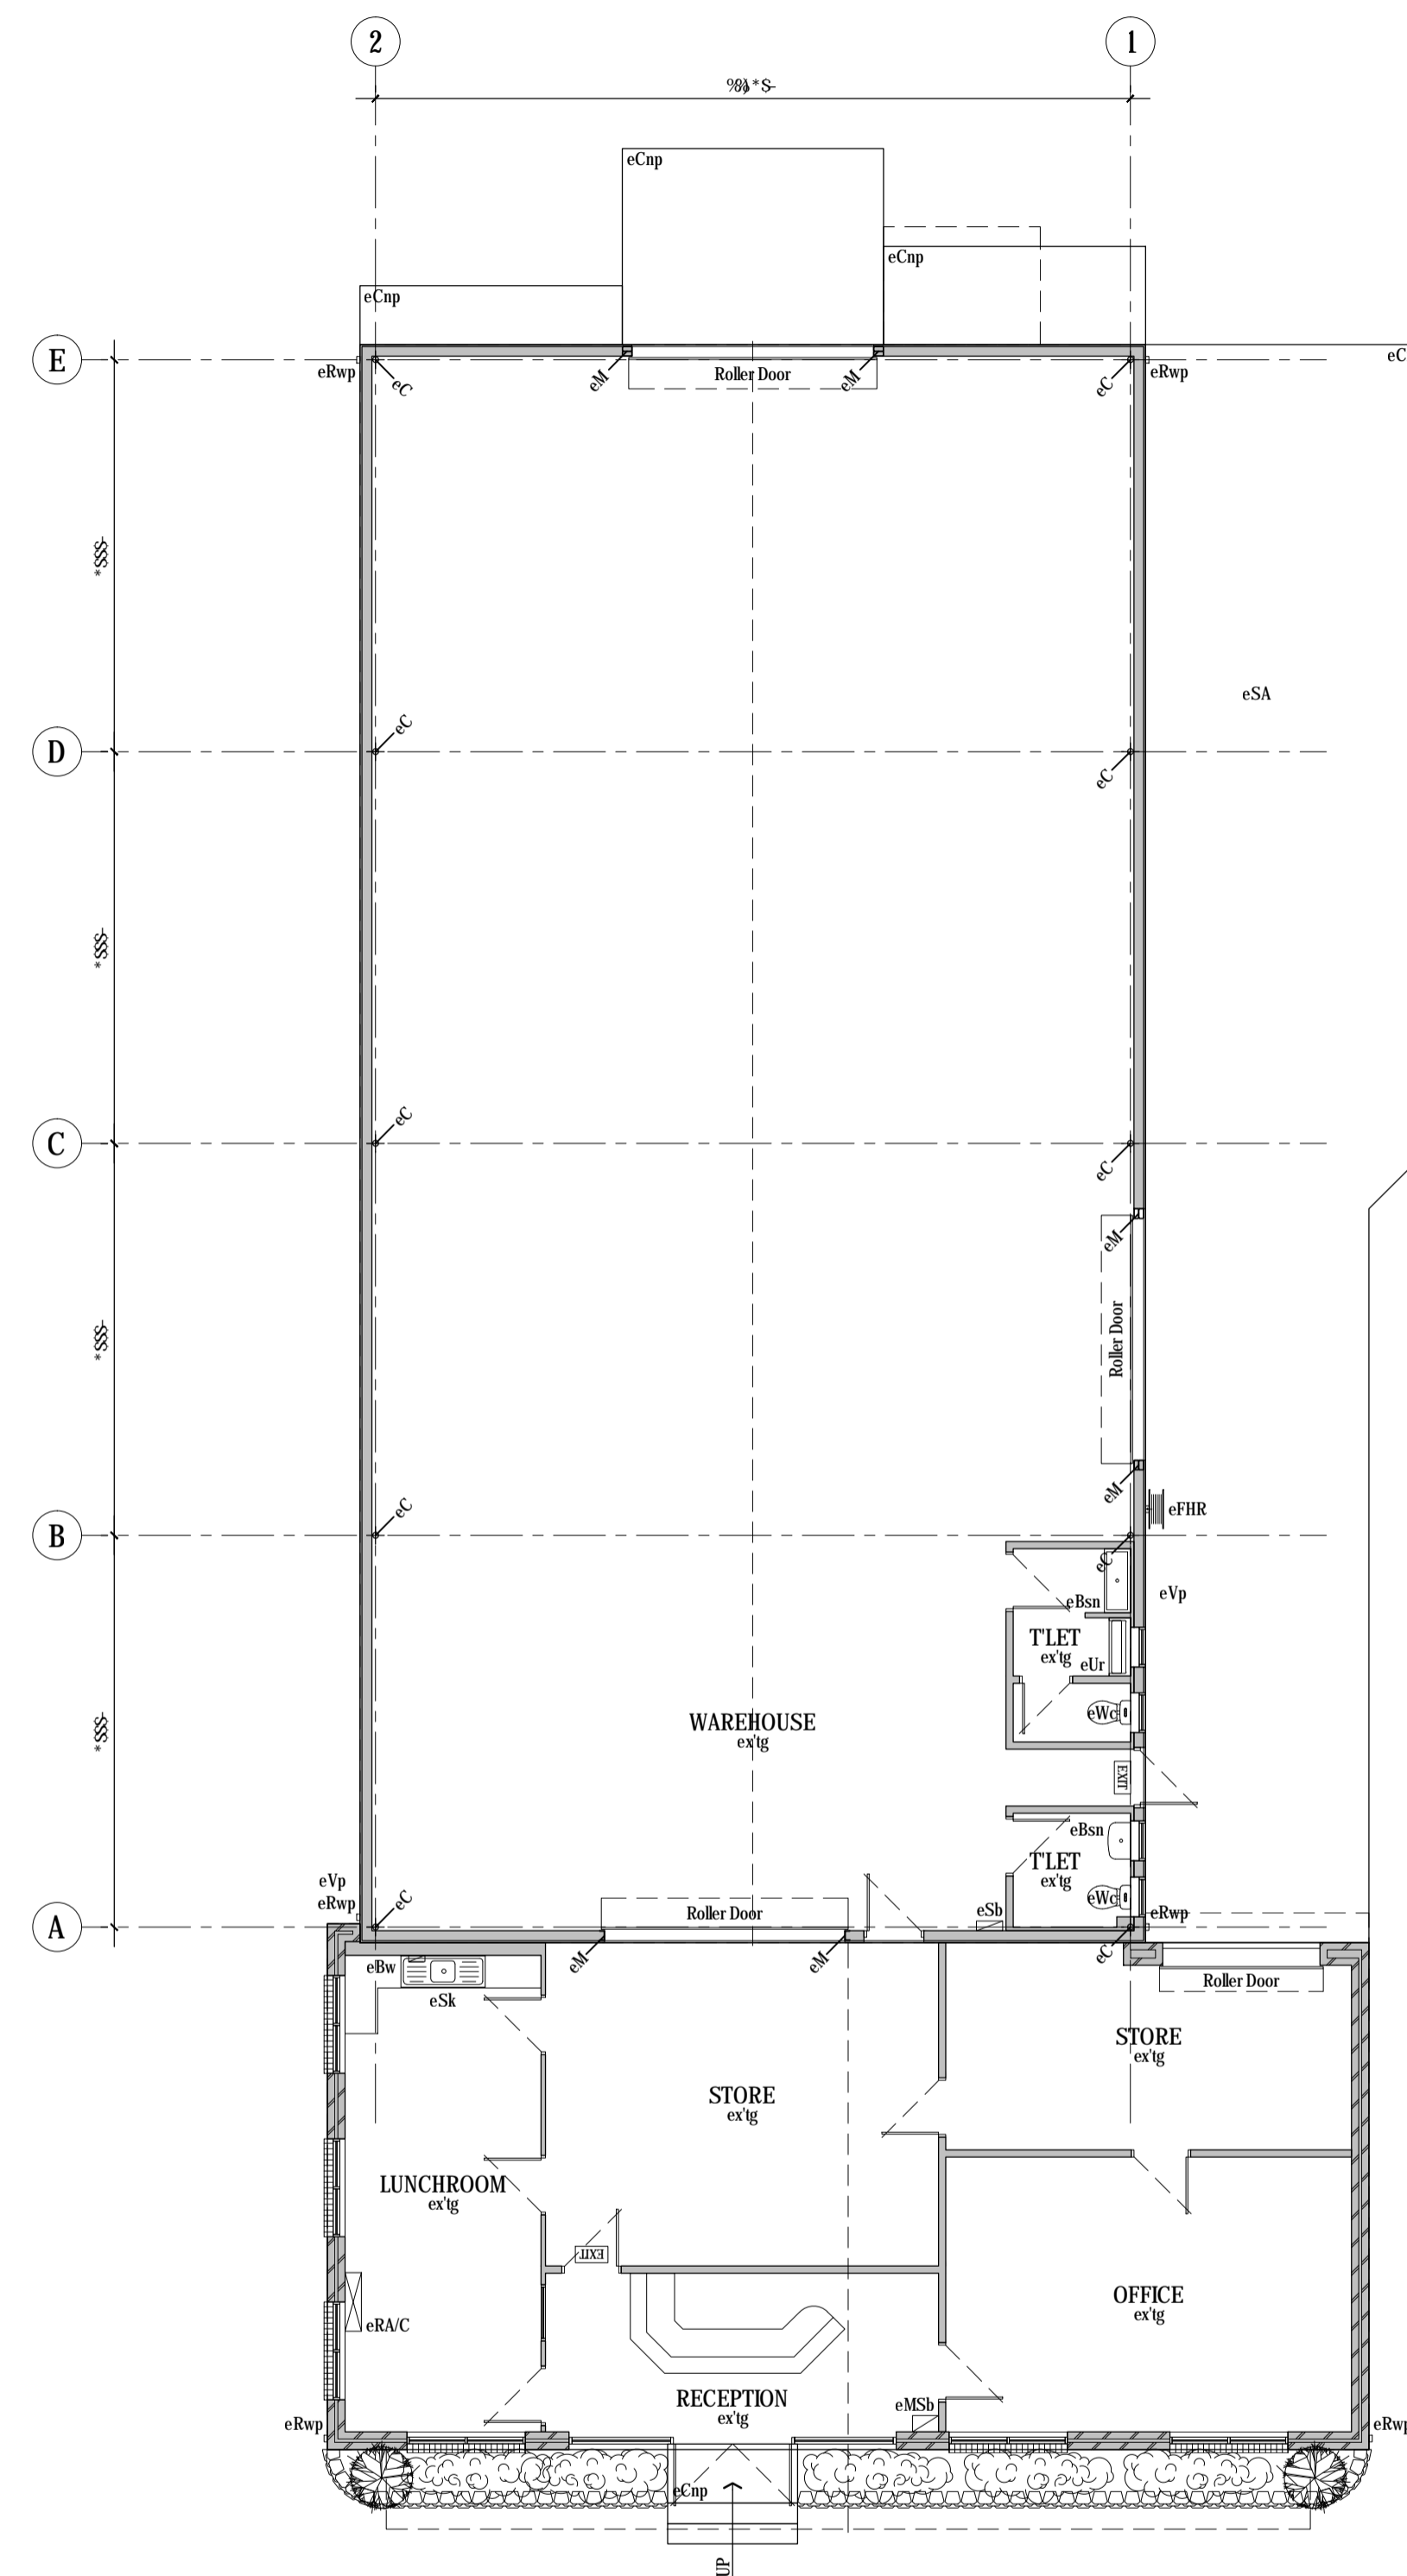 2
1
eCnp
eCnp
eCnp
E
eRwp
eC
eM
Roller Door
eM
eC
eRwp
eC
eSA
D
eC
eC
C
eC
eC
eM
Roller Door
eM
eFHR
B
eC
eC
eBsn
eVp
T'LET
ex'tg
eUr
eWc
WAREHOUSE
ex'tg
EXIT
eBsn
T'LET
ex'tg
eWc
eVp
eRwp
eC
A
Roller Door
eSb
eRwp
eM
eM
eC
eBw
eSk
Roller Door
STORE
ex'tg
STORE
ex'tg
LUNCHROOM
ex'tg
EXIT
OFFICE
ex'tg
eRA/C
RECEPTION
ex'tg
eMSb
eRwp
eRwp
eCnp
UP